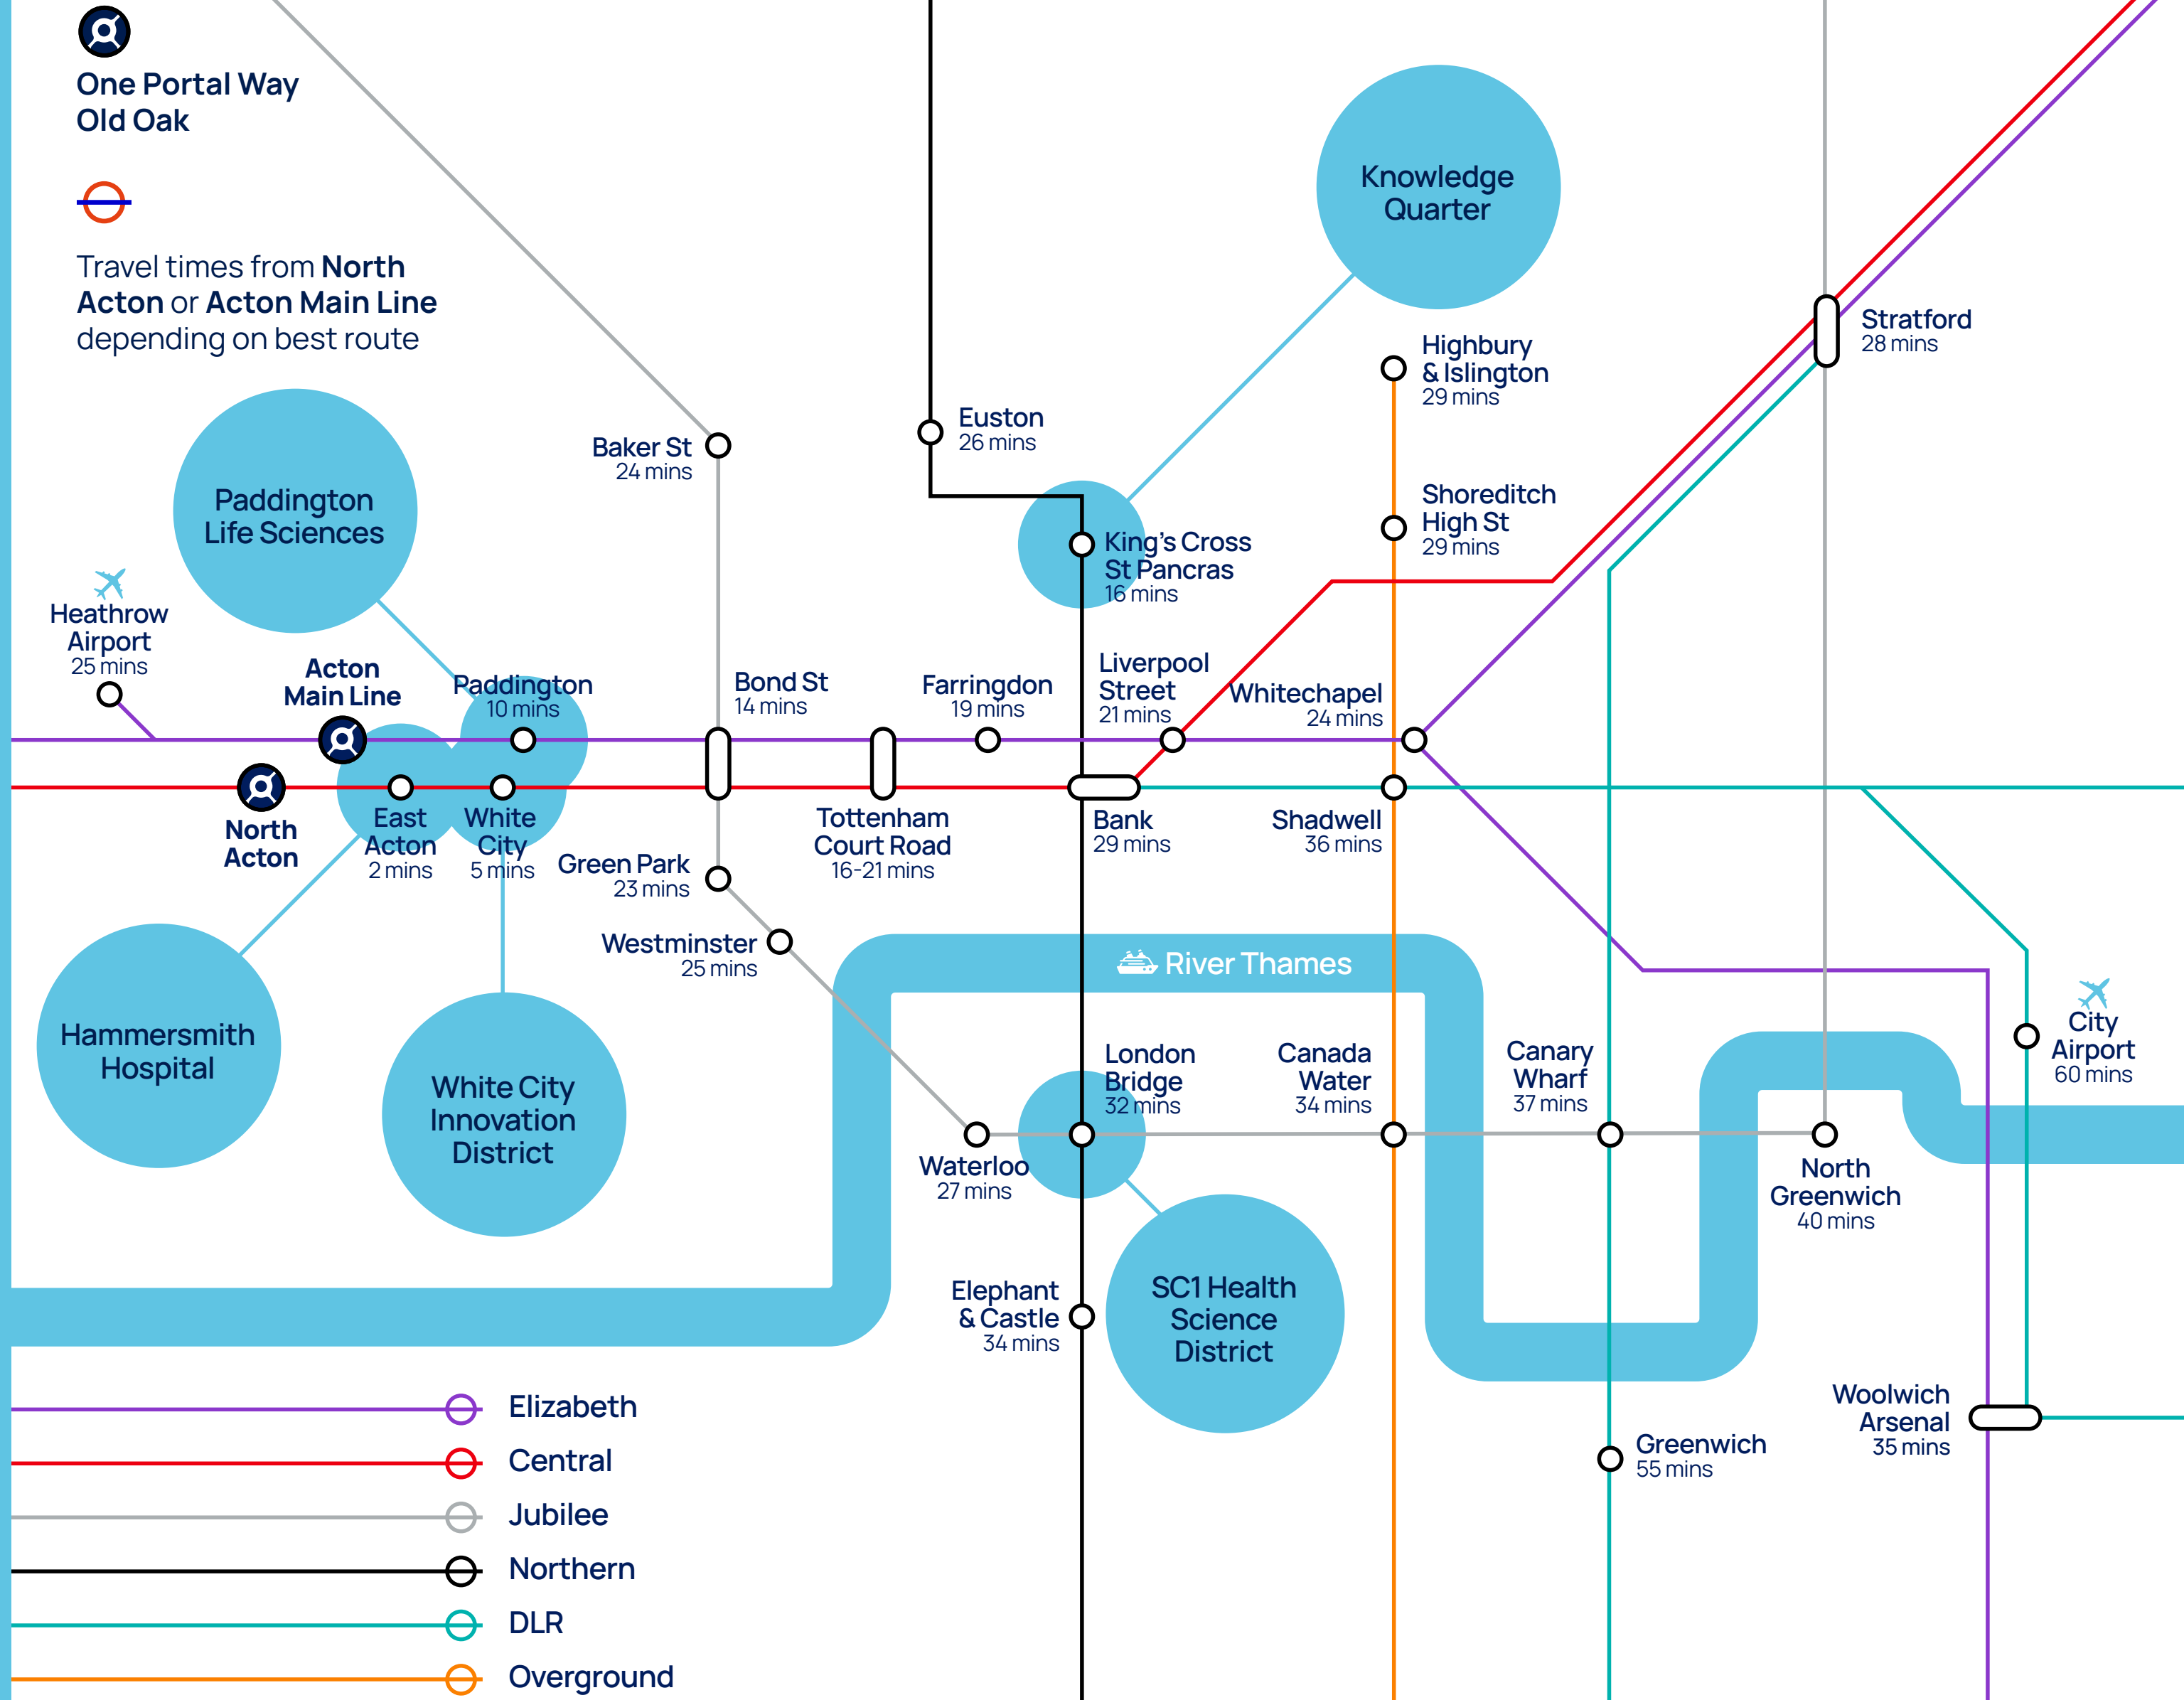 One Portal Way
Old Oak
Travel times from North
Acton or Acton Main Line
depending on best route
Knowledge
Quarter
Stratford
28 mins
Highbury
& Islington
29 mins
Euston
26 mins
Baker St
24 mins
Shoreditch
High St
29 mins
Paddington
Life Sciences
King's Cross
St Pancras
16 mins
Heathrow
Airport
25 mins
Acton
Main Line
Paddington
10 mins
Bond St
14 mins
Farringdon
19 mins
Liverpool
Street
21 mins
Whitechapel
24 mins
North
Acton
East
Acton
2 mins
White
City
5 mins
Tottenham
Court Road
16-21 mins
Bank
29 mins
Shadwell
36 mins
Green Park
23 mins
Westminster
25 mins
River Thames
Hammersmith
Hospital
White City
Innovation
District
London
Bridge
32 mins
Canada
Water
34 mins
Canary
Wharf
37 mins
City
Airport
60 mins
Waterloo
27 mins
North
Greenwich
40 mins
Elephant
& Castle
34 mins
SC1 Health
Science
District
Woolwich
Arsenal
35 mins
Greenwich
55 mins
Elizabeth
Central
Jubilee
Northern
DLR
Overground